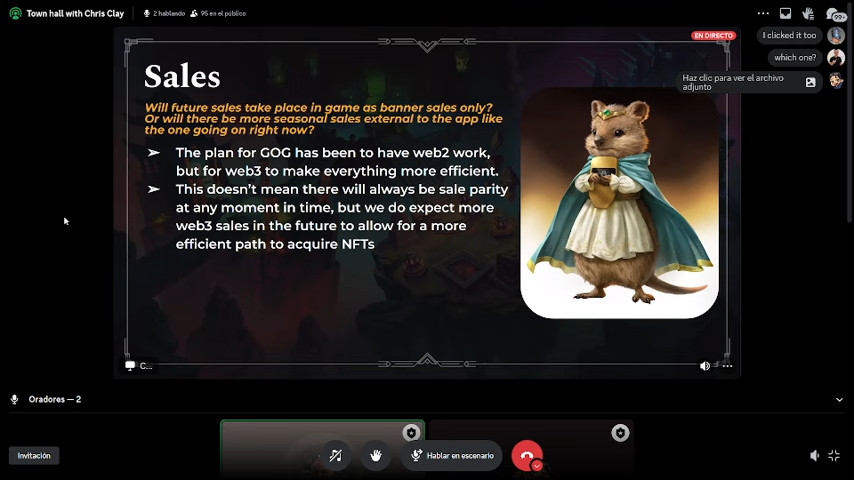 Town hall with Chris Clay
2 hablando
95 en el público
99+
EN DIRECTO
I clicked it too
which one?
Haz clic para ver el archivo
adjunto
Sales
Will future sales take place in game as banner sales only?
Or will there be more seasonal sales external to the app like
the one going on right now?
➢ The plan for GOG has been to have web2 work,
but for web3 to make everything more efficient.
➢ This doesn't mean there will always be sale parity
at any moment in time, but we do expect more
web3 sales in the future to allow for a more
efficient path to acquire NFTs
C...
Oradores — 2
Invitación
Hablar en escenario